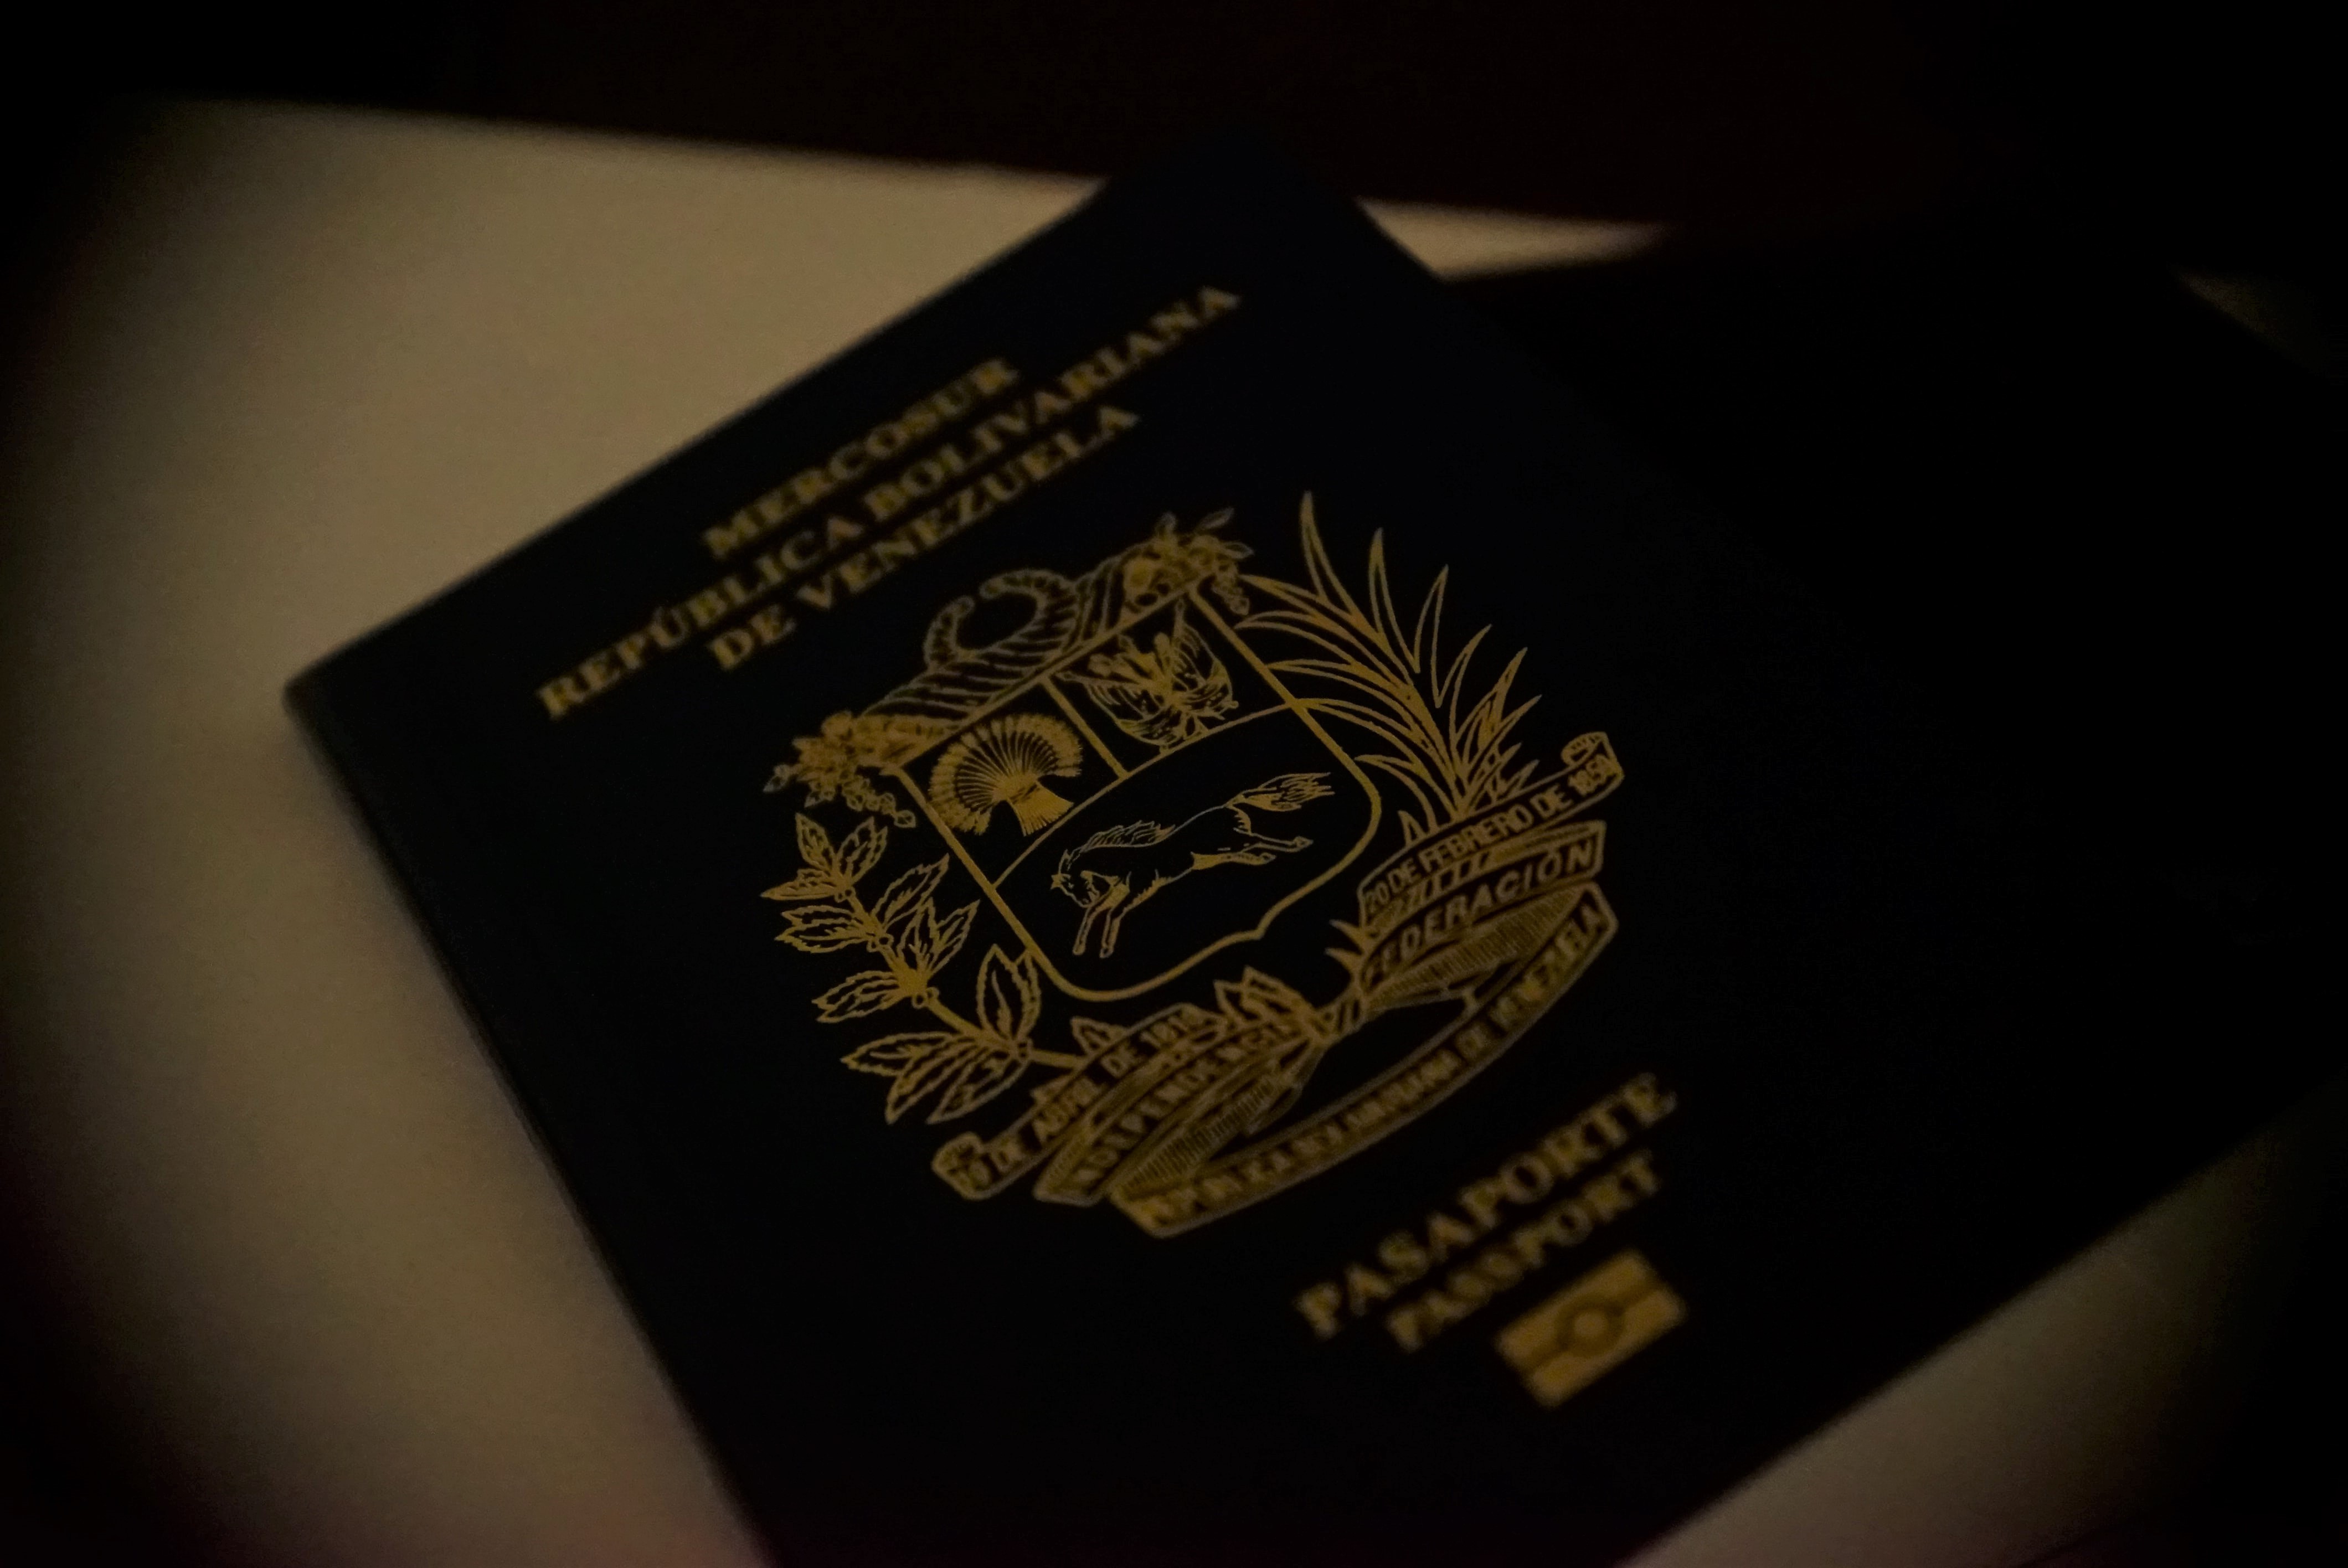 MERCOSUR
REPÚBLICA BOLIVARIANA
DE VENEZUELA
20 DE FEBRERO DE 1859
FEDERACIÓN
19 DE ABRIL DE 1810
INDEPENDENCIA
REPÚBLICA BOLIVARIANA DE VENEZUELA
PASAPORTE
PASSPORT